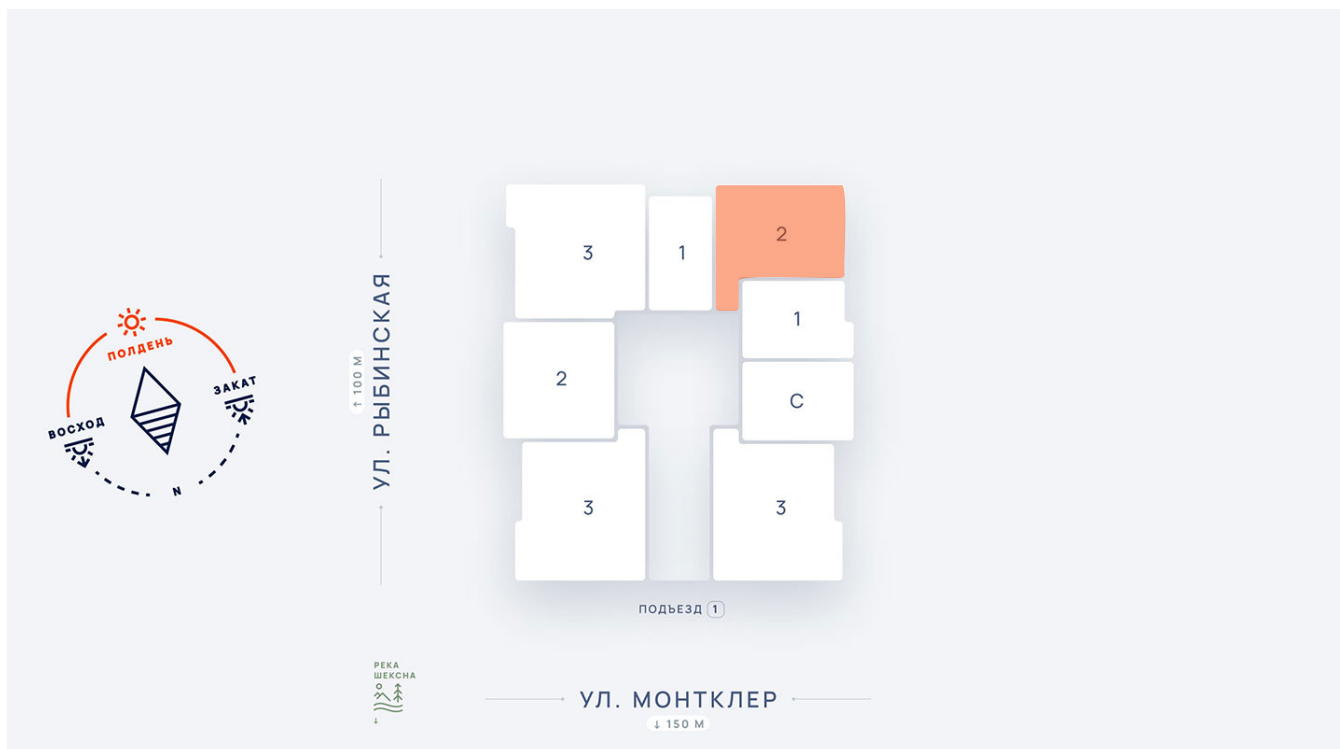 3
1
2
1
2
С
3
3
ПОЛДЕНЬ
ЗАКАТ
ВОСХОД
N
↑ 100 М
УЛ. РЫБИНСКАЯ
ПОДЪЕЗД 1
РЕКА
ШЕКСНА
↓
УЛ. МОНТКЛЕР
↓ 150 М